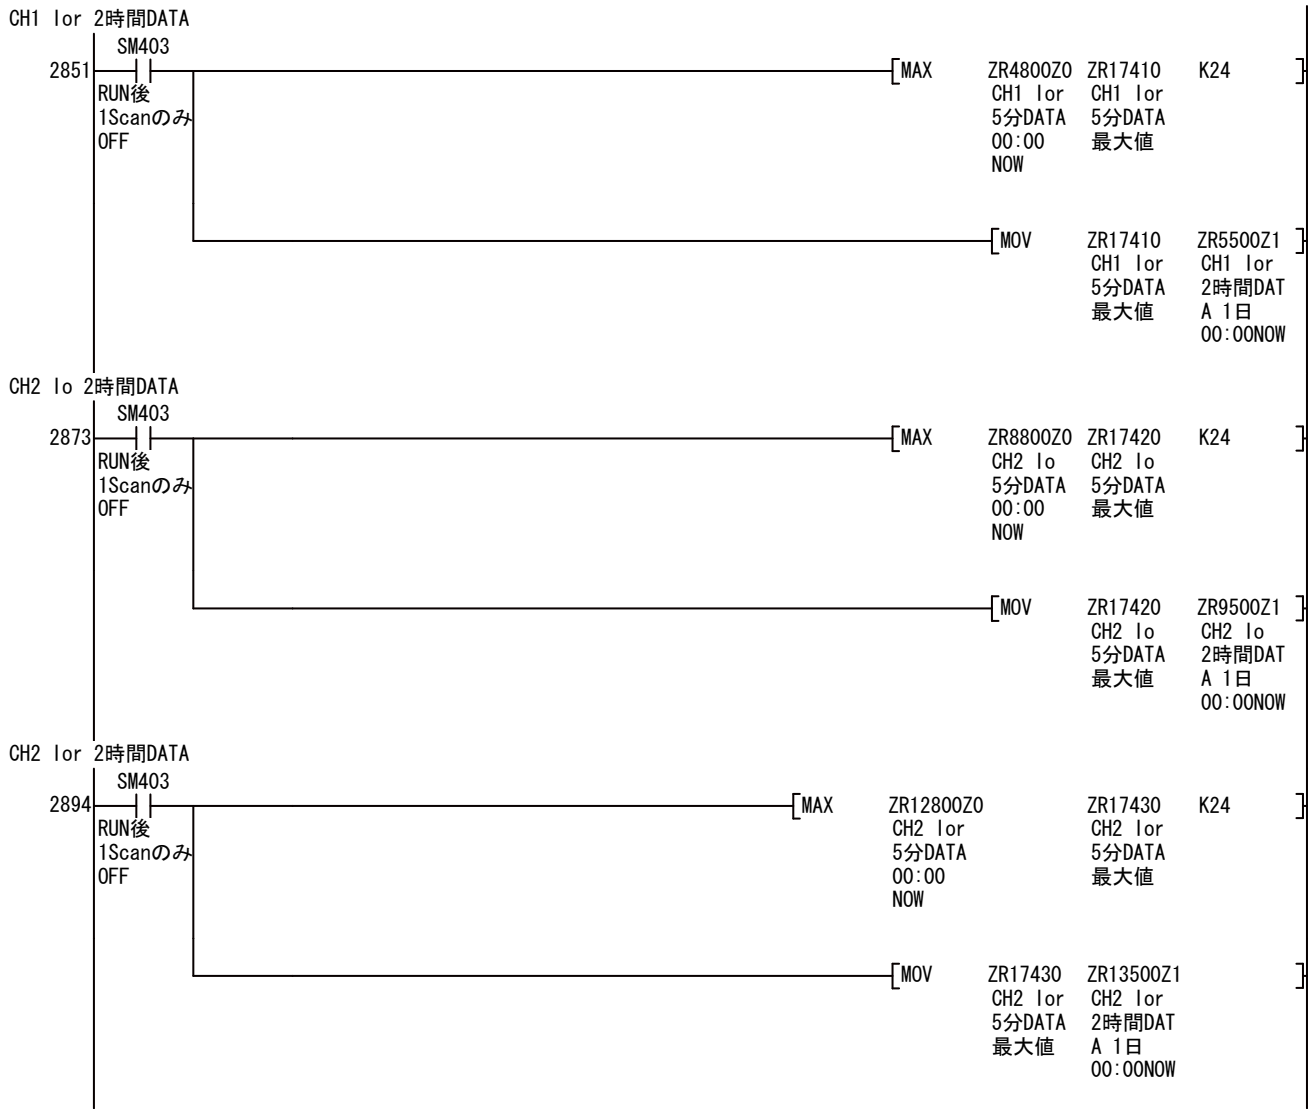 CH1 Ior 2時間DATA
SM403
2851 [MAX ZR4800Z0 ZR17410 K24 ]
RUN後 CH1 Ior CH1 Ior
1Scanのみ 5分DATA 5分DATA
OFF 00:00 最大値
NOW
[MOV ZR17410 ZR5500Z1 ]
CH1 Ior CH1 Ior
5分DATA 2時間DAT
最大値 A 1日
00:00NOW
CH2 Io 2時間DATA
SM403
2873 [MAX ZR8800Z0 ZR17420 K24 ]
RUN後 CH2 Io CH2 Io
1Scanのみ 5分DATA 5分DATA
OFF 00:00 最大値
NOW
[MOV ZR17420 ZR9500Z1 ]
CH2 Io CH2 Io
5分DATA 2時間DAT
最大値 A 1日
00:00NOW
CH2 Ior 2時間DATA
SM403
2894 [MAX ZR12800Z0 ZR17430 K24 ]
RUN後 CH2 Ior CH2 Ior
1Scanのみ 5分DATA 5分DATA
OFF 00:00 最大値
NOW
[MOV ZR17430 ZR13500Z1 ]
CH2 Ior CH2 Ior
5分DATA 2時間DAT
最大値 A 1日
00:00NOW